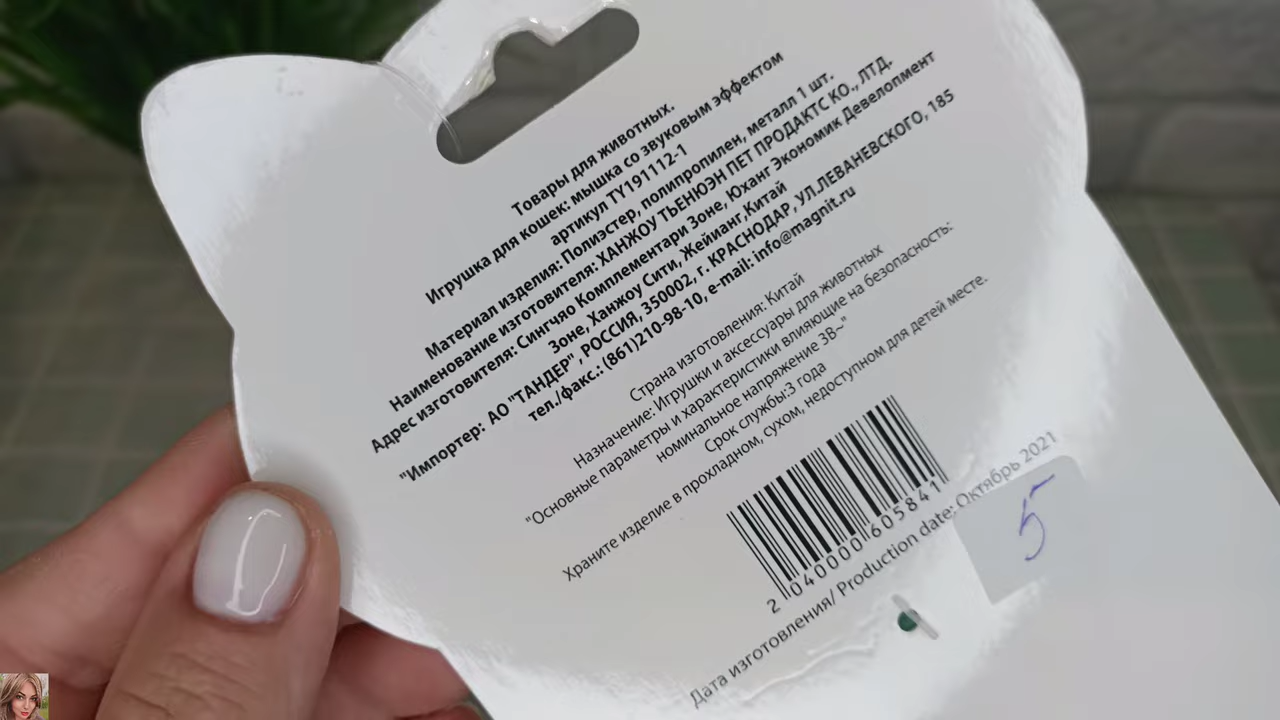 Товары для животных.
Игрушка для кошек: мышка со звуковым эффектом
артикул TY191112-1
Материал изделия: Полиэстер, полипропилен, металл 1 шт.
Наименование изготовителя: ХАНЖОУ ТЬЕНЮЭН ПЕТ ПРОДАКТС КО., ЛТД.
Адрес изготовителя: Сингчяо Комплементари Зоне, Юханг Экономик Девелопмент
Зоне, Ханжоу Сити, Жейианг,Китай
"Импортер: АО "ТАНДЕР" ,РОССИЯ, 350002, г. КРАСНОДАР , УЛ.ЛЕВАНЕВСКОГО, 185
тел./факс.: (861)210-98-10, e-mail: info@magnit.ru
Страна изготовления: Китай
Назначение: Игрушки и аксессуары для животных
"Основные параметры и характеристики влияющие на безопасность:
номинальное напряжение 3В~"
Срок службы:3 года
Храните изделие в прохладном, сухом, недоступном для детей месте.
2 040000 605841
Дата изготовления/ Production date: Октябрь 2021
5